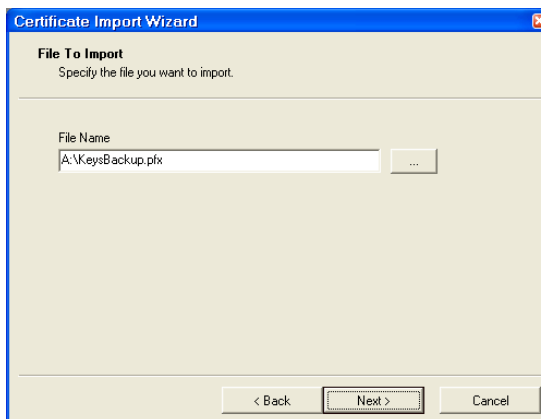 Certificate Import Wizard
File To Import
Specify the file you want to import.
File Name
A:\KeysBackup.pfx
...
< Back
Next >
Cancel